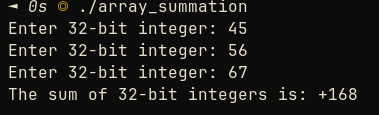 ◄ 0s ◎ ./array_summation
Enter 32-bit integer: 45
Enter 32-bit integer: 56
Enter 32-bit integer: 67
The sum of 32-bit integers is: +168